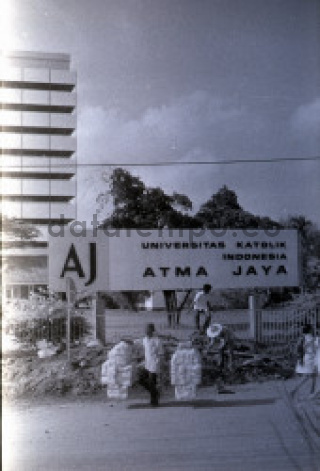 AJ
UNIVERSITAS KATOLIK
INDONESIA
ATMA JAYA
datatempo.co